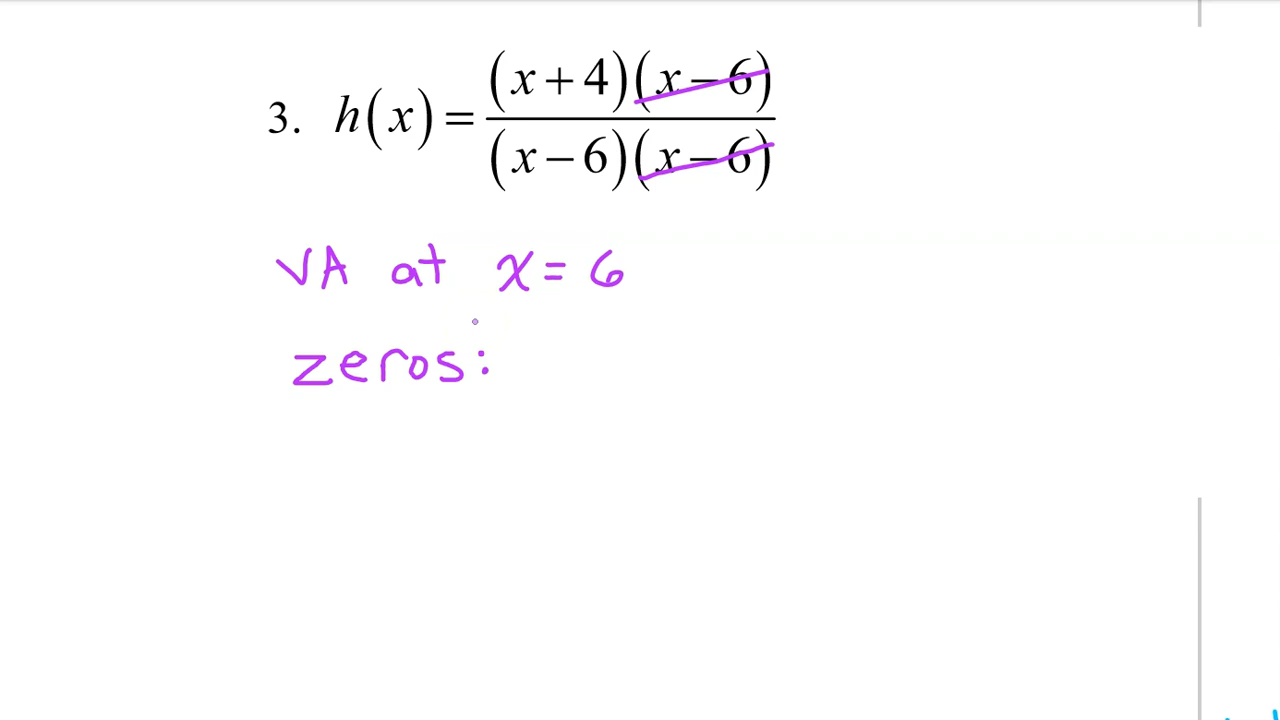 3. h(x) = (x + 4)(x − 6) / (x − 6)(x − 6)
VA at x = 6
zeros: